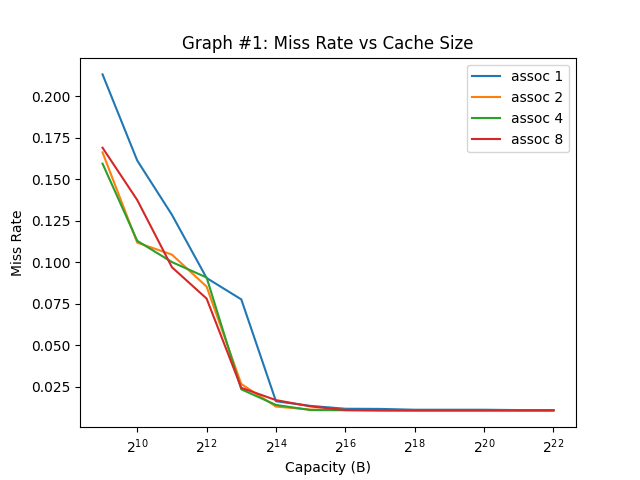 Graph #1: Miss Rate vs Cache Size
assoc 1
assoc 2
assoc 4
assoc 8
Miss Rate
0.200
0.175
0.150
0.125
0.100
0.075
0.050
0.025
2^10 2^12 2^14 2^16 2^18 2^20 2^22
Capacity (B)